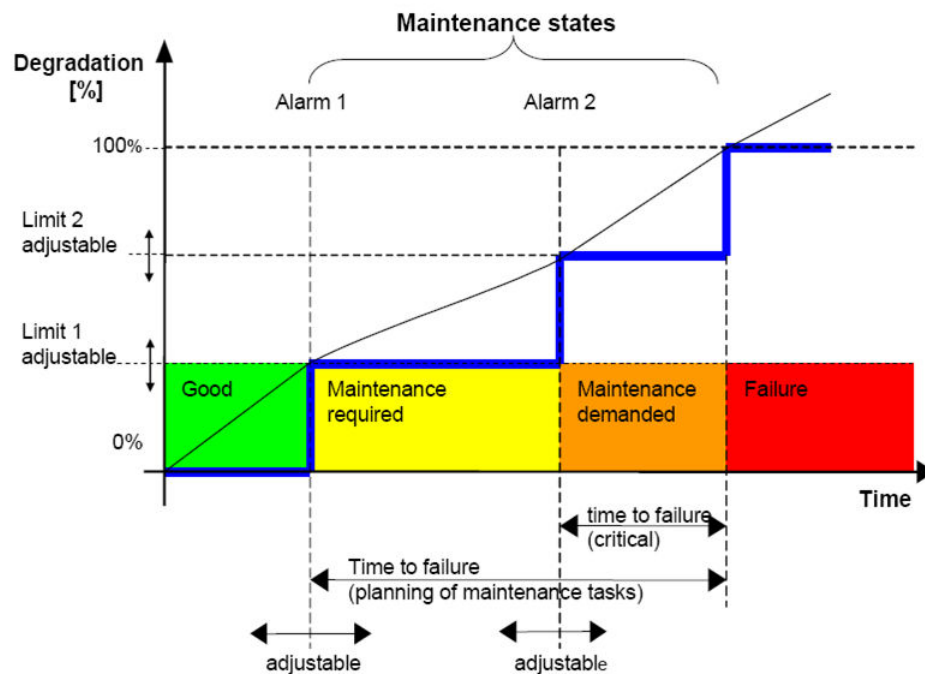 Maintenance states
Degradation
[%]
Alarm 1
Alarm 2
100%
Limit 2
adjustable
Limit 1
adjustable
Good
Maintenance
required
Maintenance
demanded
Failure
0%
Time
time to failure
(critical)
Time to failure
(planning of maintenance tasks)
adjustable
adjustable